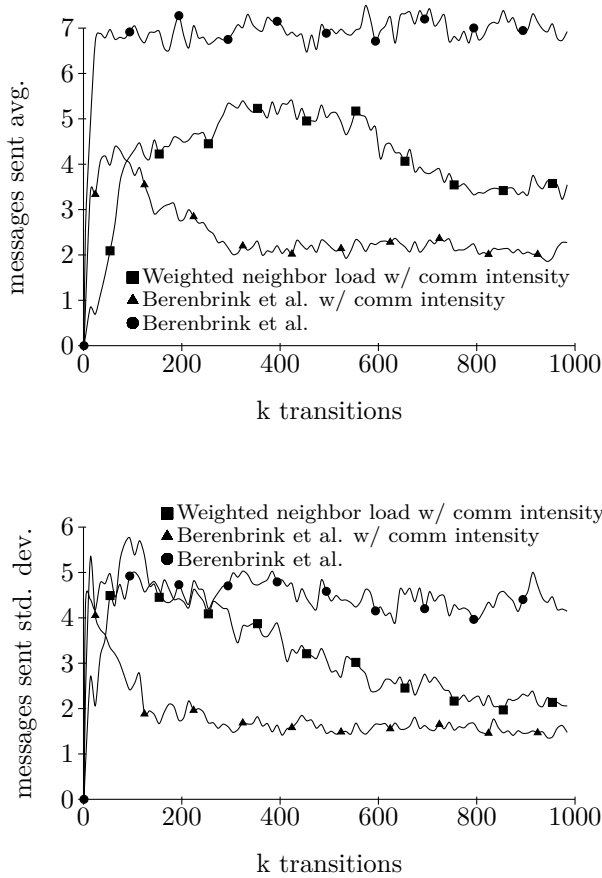 7
6
5
4
3
2
1
0
messages sent avg.
Weighted neighbor load w/ comm intensity
Berenbrink et al. w/ comm intensity
Berenbrink et al.
0 200 400 600 800 1000
k transitions
Weighted neighbor load w/ comm intensity
Berenbrink et al. w/ comm intensity
Berenbrink et al.
6
5
4
3
2
1
0
messages sent std. dev.
0 200 400 600 800 1000
k transitions